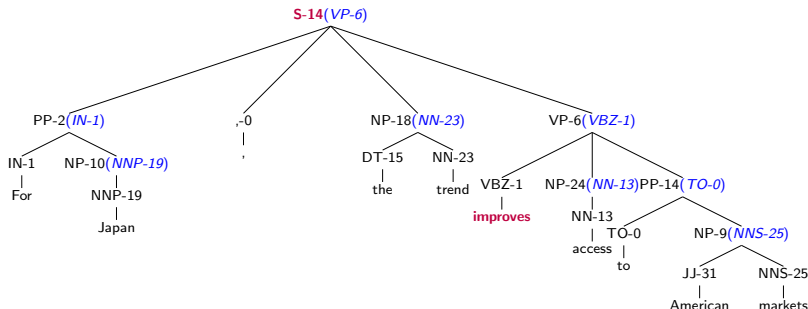 S-14(VP-6)
PP-2(IN-1) ,-0 NP-18(NN-23) VP-6(VBZ-1)
IN-1 NP-10(NNP-19) , DT-15 NN-23
For NNP-19 the trend VBZ-1 NP-24(NN-13) PP-14(TO-0)
Japan improves NN-13 TO-0 NP-9(NNS-25)
access to
JJ-31 NNS-25
American markets